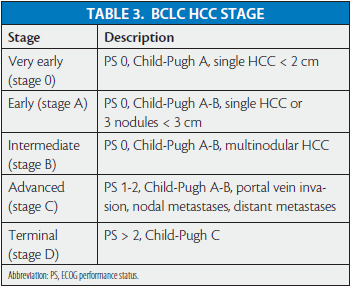 TABLE 3. BCLC HCC STAGE
Stage Description
Very early PS 0, Child-Pugh A, single HCC < 2 cm
(stage 0)
Early (stage A) PS 0, Child-Pugh A-B, single HCC or
3 nodules < 3 cm
Intermediate PS 0, Child-Pugh A-B, multinodular HCC
(stage B)
Advanced PS 1-2, Child-Pugh A-B, portal vein inva-
(stage C) sion, nodal metastases, distant metastases
Terminal PS > 2, Child-Pugh C
(stage D)
Abbreviation: PS, ECOG performance status.